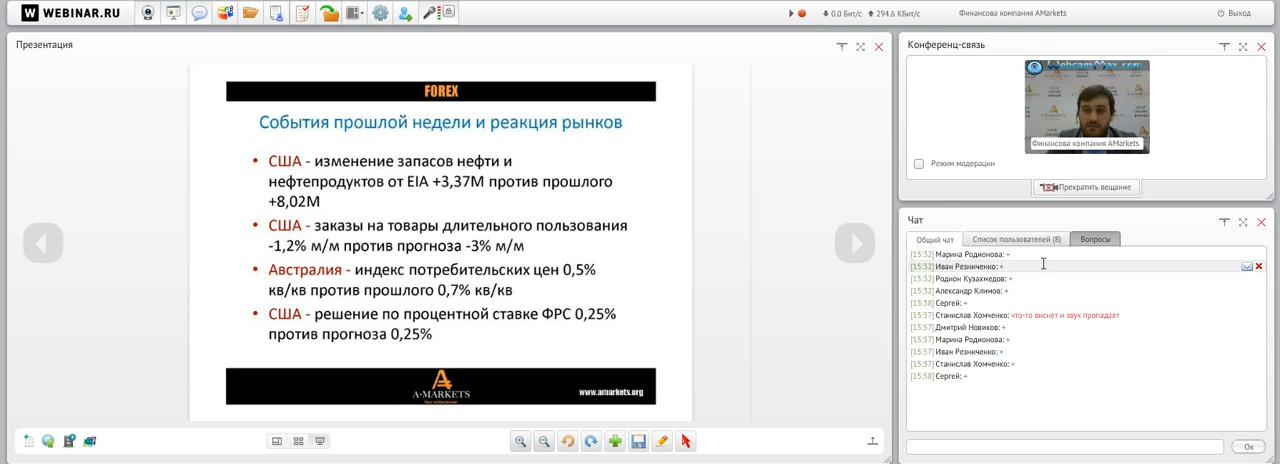 WEBINAR.RU
0.0 Бит/с 294.6 КБит/с
Финансова компания AMarkets
Выход
Презентация
FOREX
События прошлой недели и реакция рынков
• США - изменение запасов нефти и
нефтепродуктов от EIA +3,37М против прошлого
+8,02М
• США - заказы на товары длительного пользования
-1,2% м/м против прогноза -3% м/м
• Австралия - индекс потребительских цен 0,5%
кв/кв против прошлого 0,7% кв/кв
• США - решение по процентной ставке ФРС 0,25%
против прогноза 0,25%
A-MARKETS
www.amarkets.org
Конференц-связь
WebcamMax.com
Финансова компания AMarkets
Режим модерации
Прекратить вещание
Чат
Общий чат Список пользователей (8) Вопросы
[15:32] Марина Родионова: +
[15:32] Иван Резниченко: +
[15:32] Родион Кузахмедов: +
[15:32] Александр Климов: +
[15:38] Сергей: +
[15:57] Станислав Хомченко: что-то виснет и звук пропадает
[15:57] Дмитрий Новиков: +
[15:57] Марина Родионова: +
[15:57] Иван Резниченко: +
[15:57] Станислав Хомченко: +
[15:58] Сергей: +
Ок